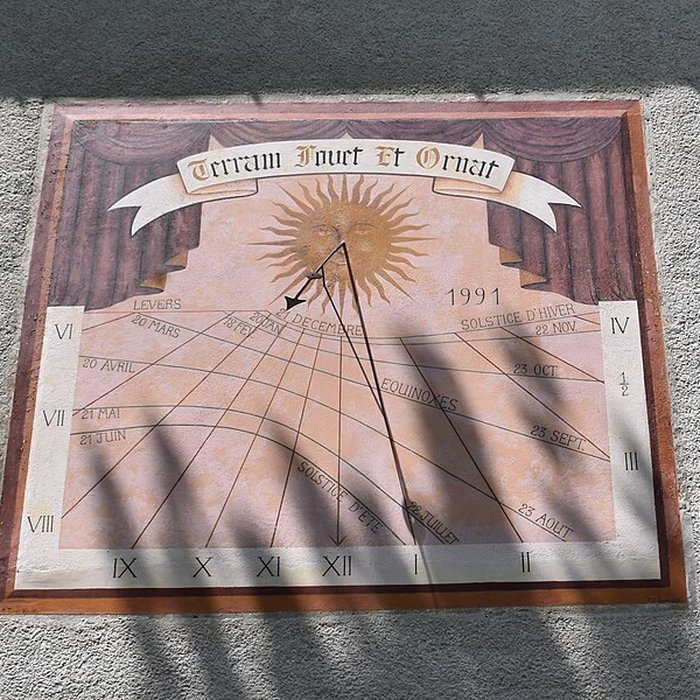 Terram Fovet Et Ornat
1991
LEVERS
20 MARS
18 FEV
20 JAN
21 DECEMBRE
SOLSTICE D'HIVER
22 NOV
20 AVRIL
23 OCT
EQUINOXES
21 MAI
21 JUIN
23 SEPT.
SOLSTICE D'ÉTÉ
22 JUILLET
23 AOUT
VI
VII
VIII
IX X XI XII I II
IV
1/2
III